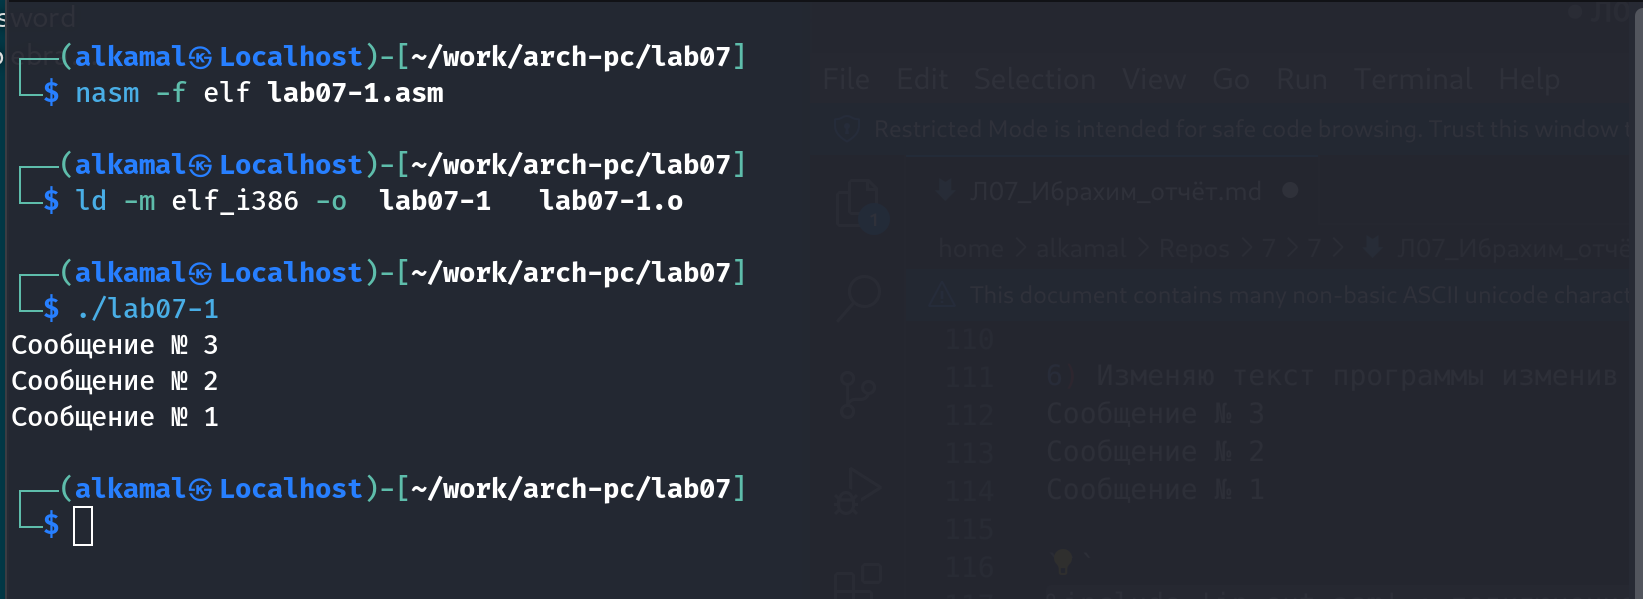 sword
(alkamal㉿Localhost)-[~/work/arch-pc/lab07]
$ nasm -f elf lab07-1.asm
(alkamal㉿Localhost)-[~/work/arch-pc/lab07]
$ ld -m elf_i386 -o lab07-1 lab07-1.o
(alkamal㉿Localhost)-[~/work/arch-pc/lab07]
$ ./lab07-1
Сообщение № 3
Сообщение № 2
Сообщение № 1
(alkamal㉿Localhost)-[~/work/arch-pc/lab07]
$
File Edit Selection View Go Run Terminal Help
Restricted Mode is intended for safe code browsing. Trust this window
Л07_Ибрахим_отчёт.md
1
home > alkamal > Repos > 7 > 7 > Л07_Ибрахим_отчё
This document contains many non-basic ASCII unicode charact
110
111 6) Изменяю текст программы изменив
112 Сообщение № 3
113 Сообщение № 2
114 Сообщение № 1
115
116 `